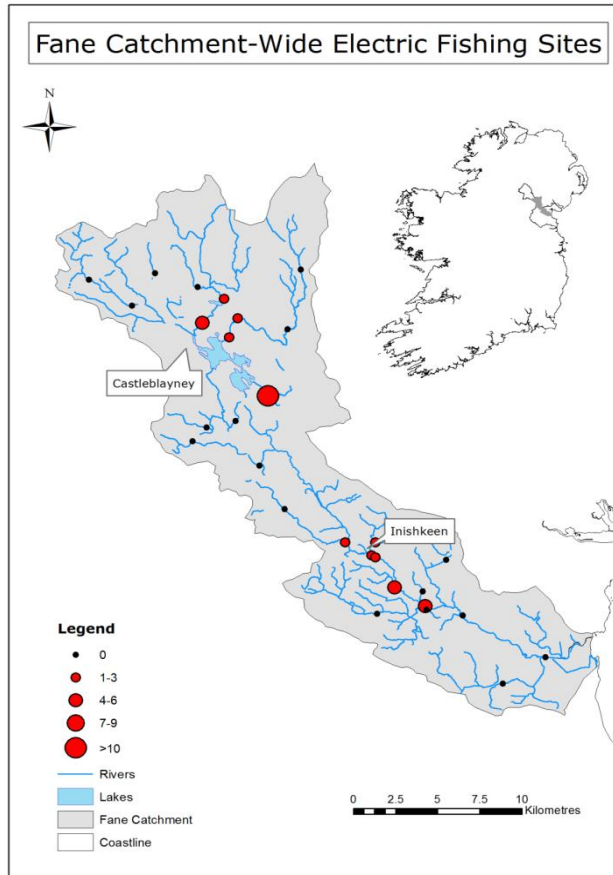 Fane Catchment-Wide Electric Fishing Sites
N
Castleblayney
Inishkeen
Legend
0
1-3
4-6
7-9
>10
Rivers
Lakes
Fane Catchment
Coastline
0 2.5 5 7.5 10
Kilometres